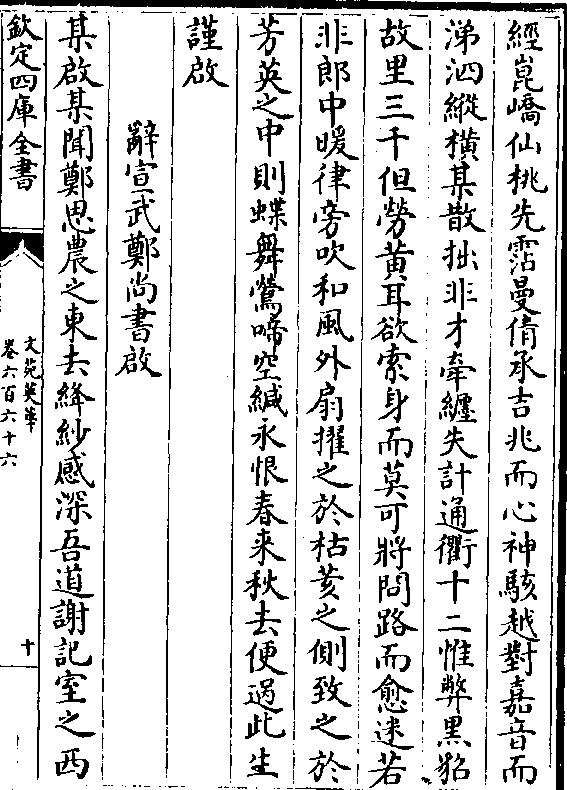 經崑嶠仙桃先霑曼倩承吉兆而心神駭越對嘉音而
涕泗縱橫某散拙非才牽纏失計通衢十二惟弊黑貂
故里三千但勞黄耳欲索身而莫可將問路而愈迷若
非郎中暖律旁吹和風外扇擢之於枯荄之側致之於
芳英之中則蝶舞鶯啼空緘永恨春来秋去便過此生
謹啟
辭宣武鄭尚書啟
某啟某聞鄭思農之東去絳紗感深吾道謝記室之西
欽定四庫全書
文苑英華
卷六百六十六
十